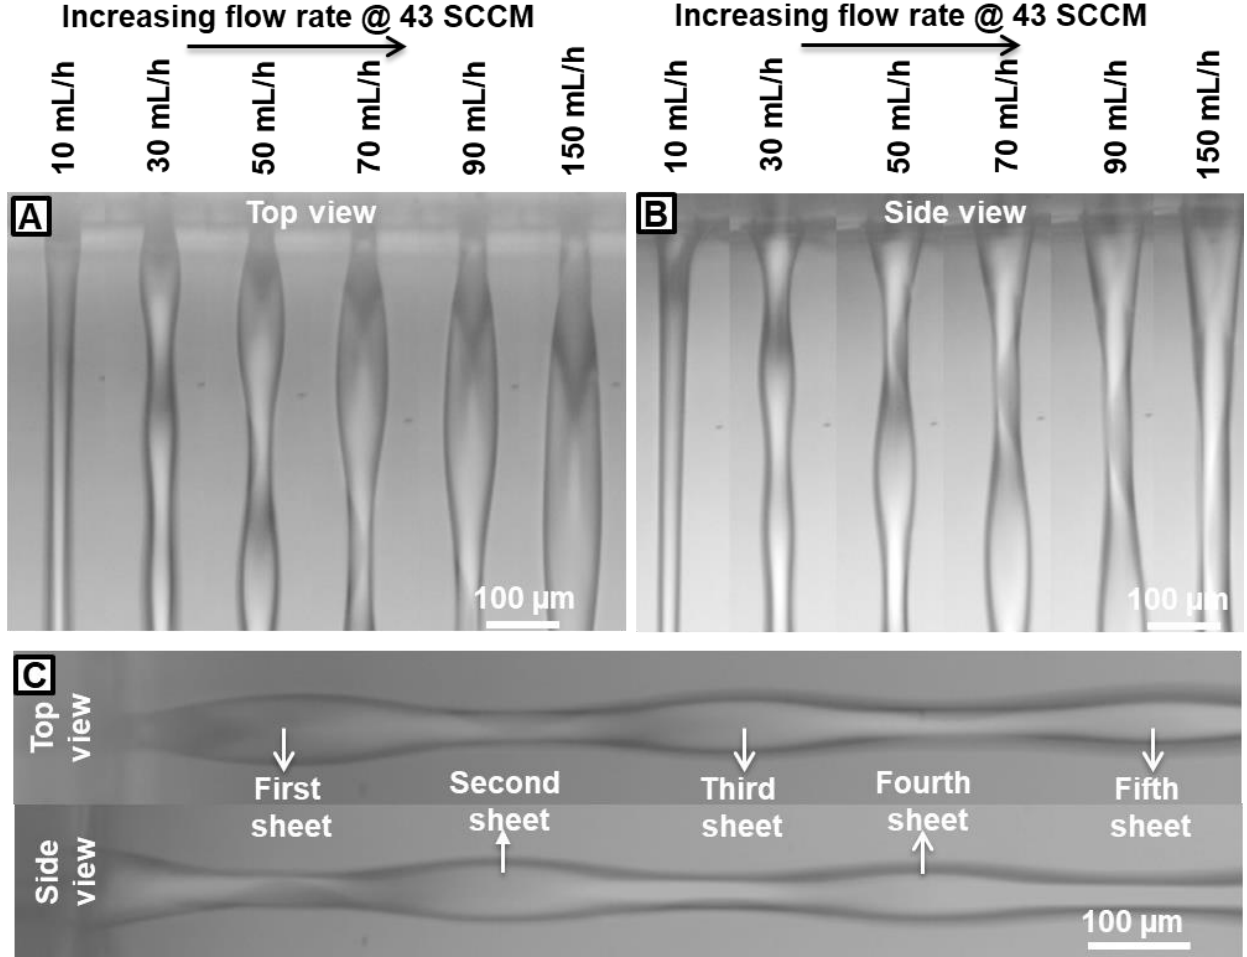 Increasing flow rate @ 43 SCCM
10 mL/h
30 mL/h
50 mL/h
70 mL/h
90 mL/h
150 mL/h
Increasing flow rate @ 43 SCCM
10 mL/h
30 mL/h
50 mL/h
70 mL/h
90 mL/h
150 mL/h
A
Top view
100 µm
B
Side view
100 µm
C
Top
view
First
sheet
Second
sheet
Third
sheet
Fourth
sheet
Fifth
sheet
Side
view
100 µm